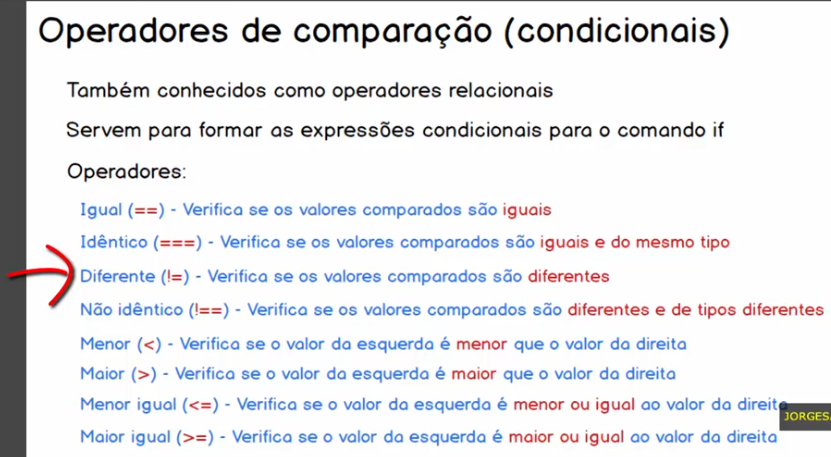 Operadores de comparação (condicionais)
Também conhecidos como operadores relacionais
Servem para formar as expressões condicionais para o comando if
Operadores:
Igual (==) - Verifica se os valores comparados são iguais
Idêntico (===) - Verifica se os valores comparados são iguais e do mesmo tipo
Diferente (!=) - Verifica se os valores comparados são diferentes
Não idêntico (!==) - Verifica se os valores comparados são diferentes e de tipos diferentes
Menor (<) - Verifica se o valor da esquerda é menor que o valor da direita
Maior (>) - Verifica se o valor da esquerda é maior que o valor da direita
Menor igual (<=) - Verifica se o valor da esquerda é menor ou igual ao valor da direita
Maior igual (>=) - Verifica se o valor da esquerda é maior ou igual ao valor da direita